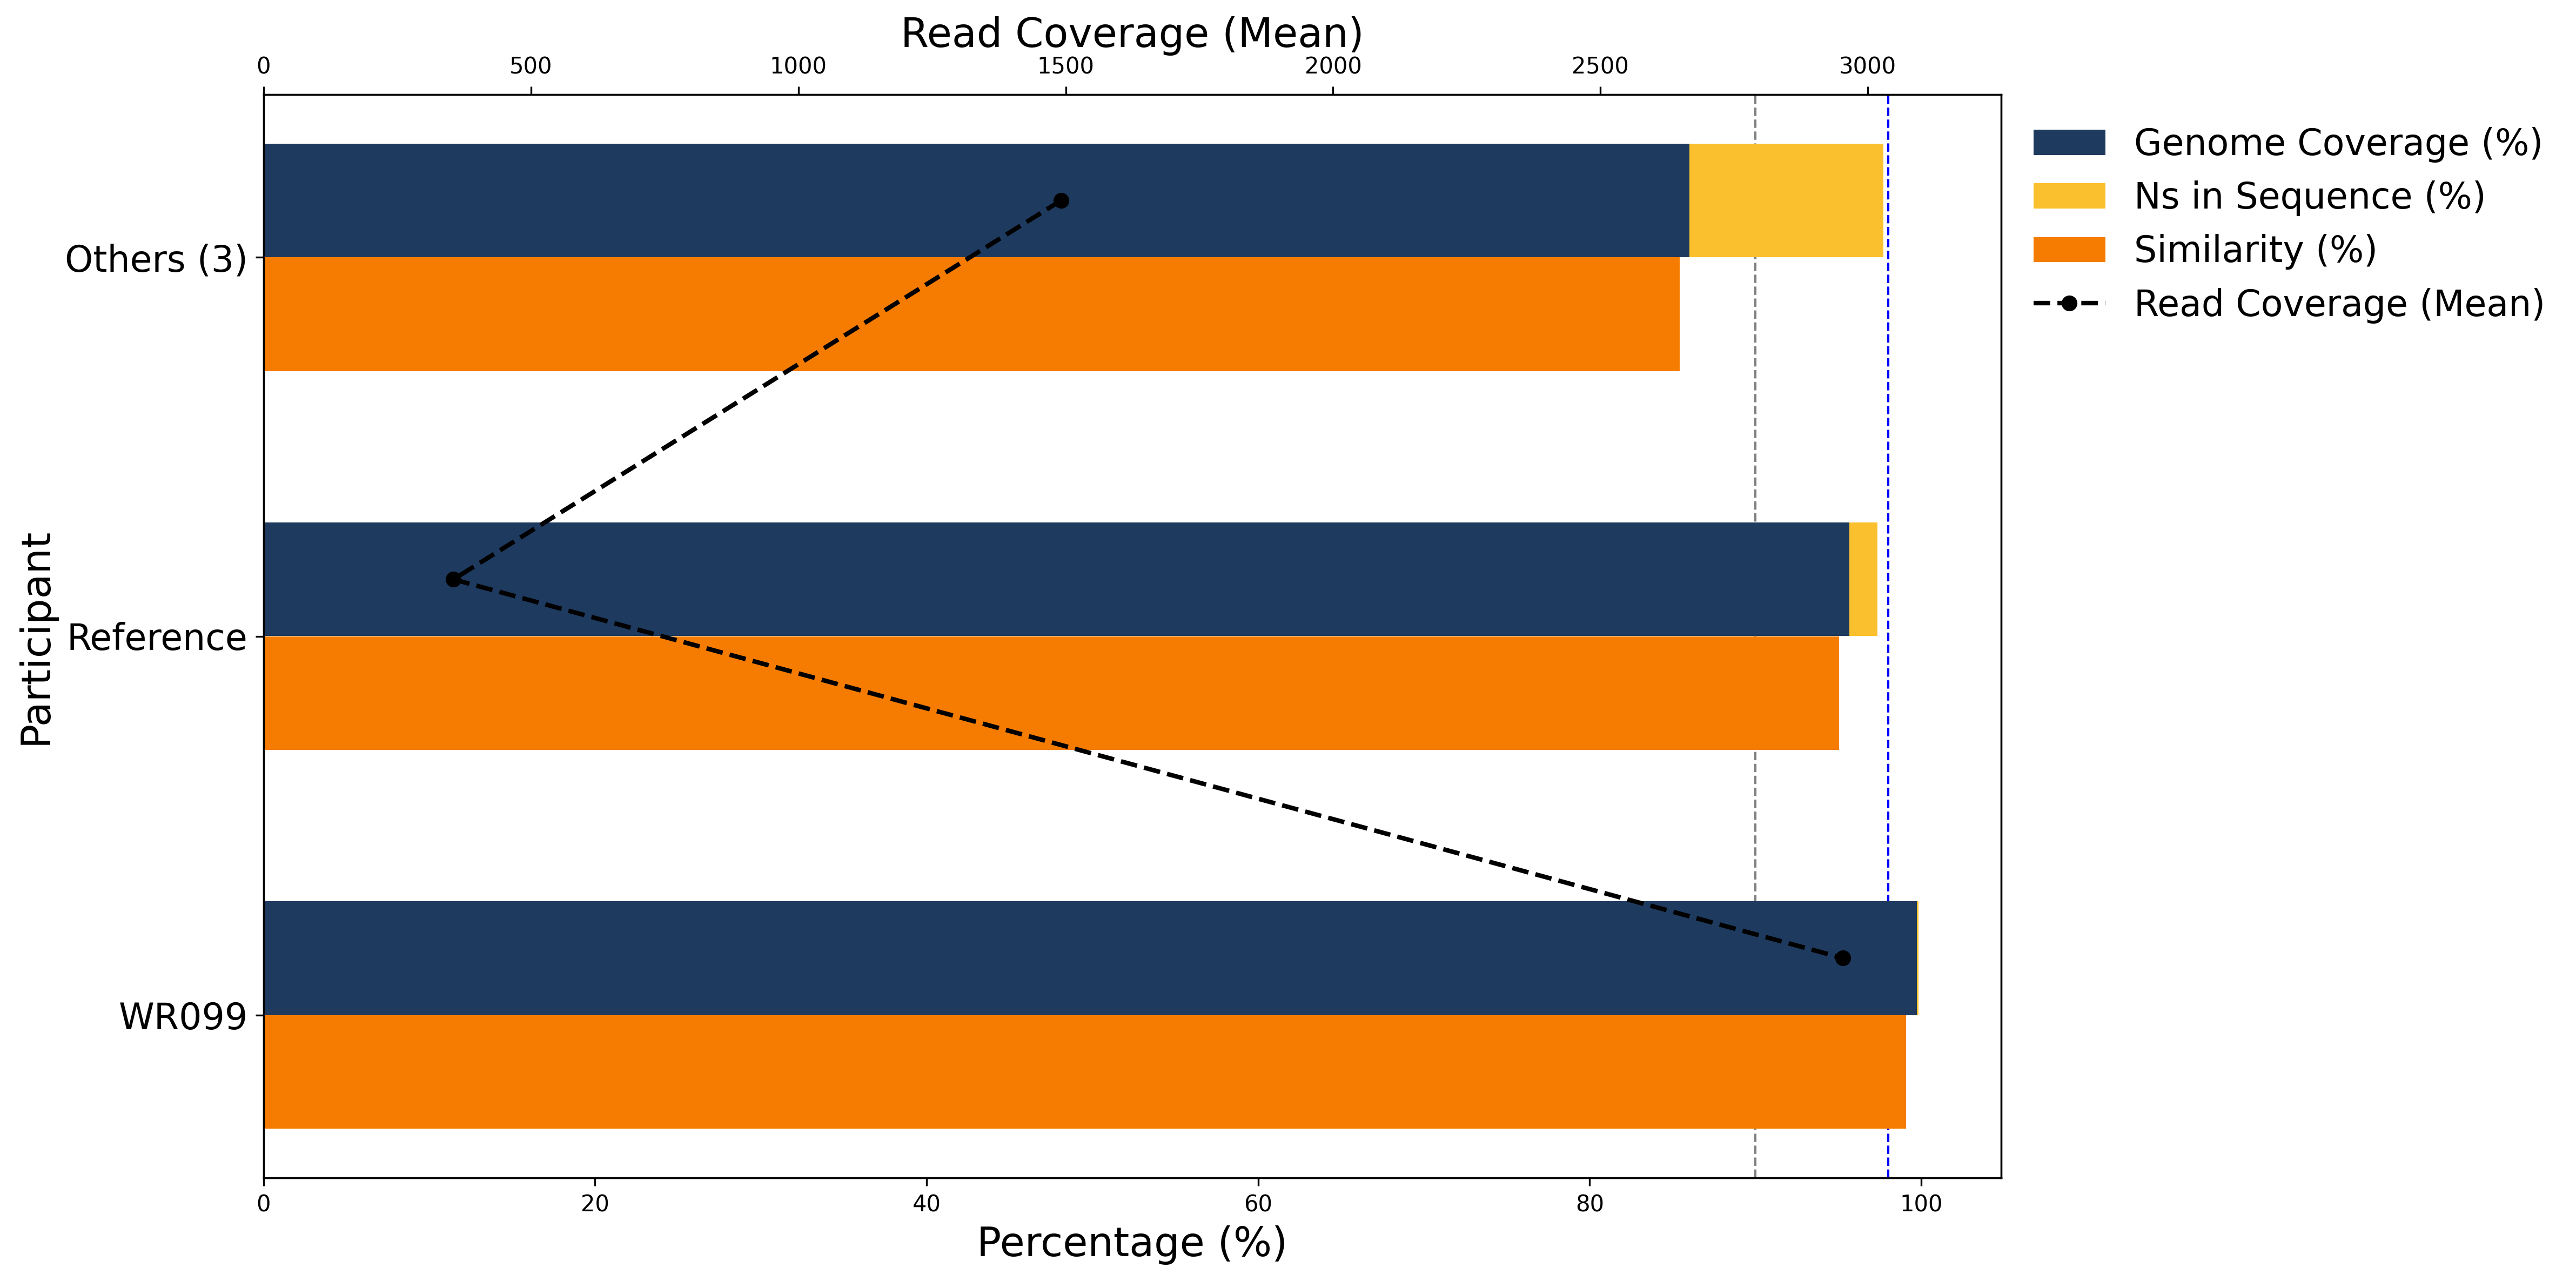 Read Coverage (Mean)
0 500 1000 1500 2000 2500 3000
Genome Coverage (%)
Ns in Sequence (%)
Similarity (%)
Read Coverage (Mean)
Participant
Others (3)
Reference
WR099
0 20 40 60 80 100
Percentage (%)